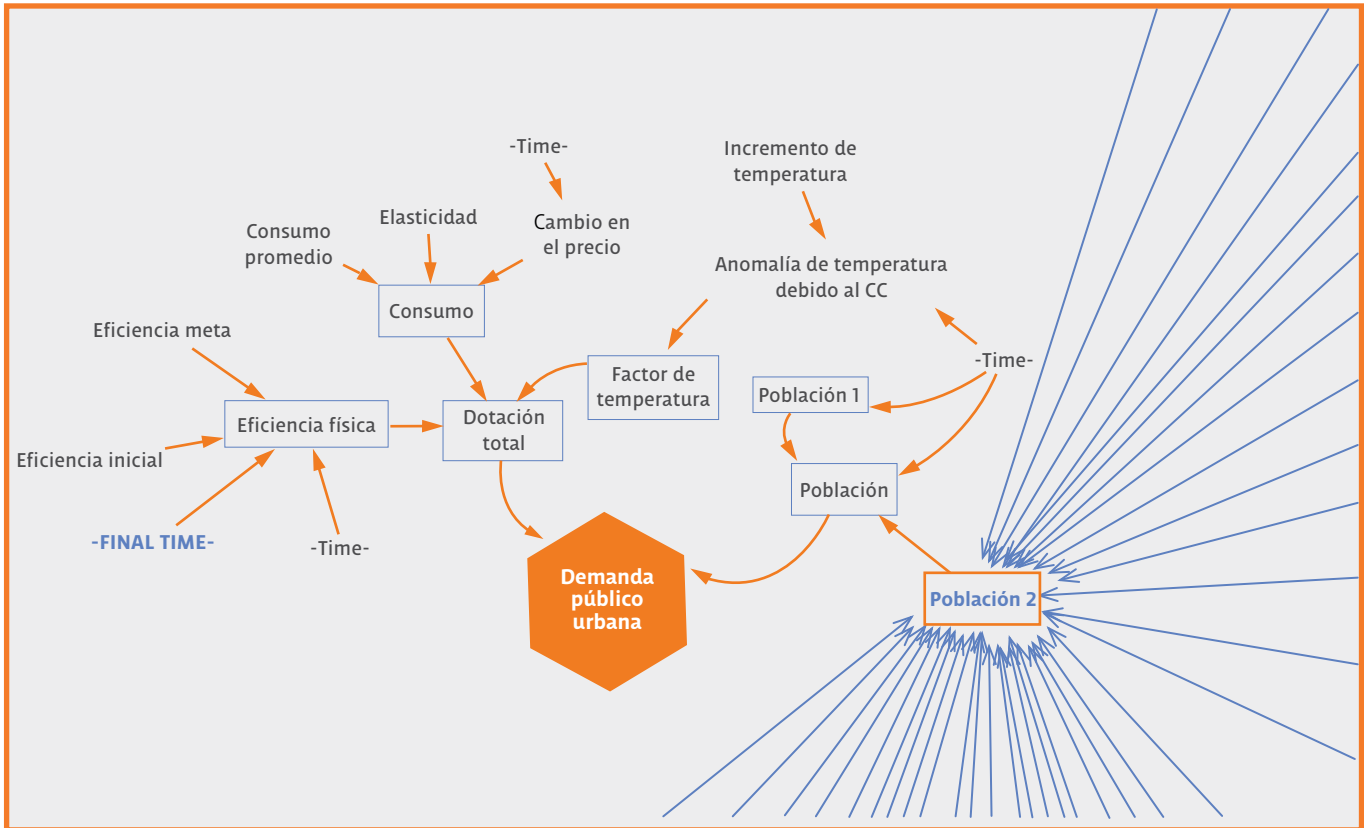 -Time-
Incremento de
temperatura
Elasticidad
Cambio en
el precio
Consumo
promedio
Anomalía de temperatura
debido al CC
Consumo
Eficiencia meta
-Time-
Factor de
temperatura
Población 1
Eficiencia física
Dotación
total
Eficiencia inicial
Población
-FINAL TIME-
-Time-
Demanda
público
urbana
Población 2